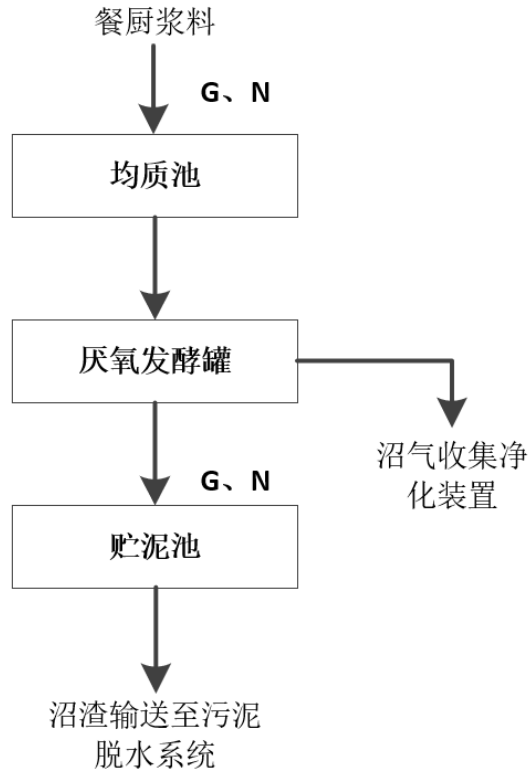 餐厨浆料
G、N
均质池
厌氧发酵罐
沼气收集净
化装置
G、N
贮泥池
沼渣输送至污泥
脱水系统